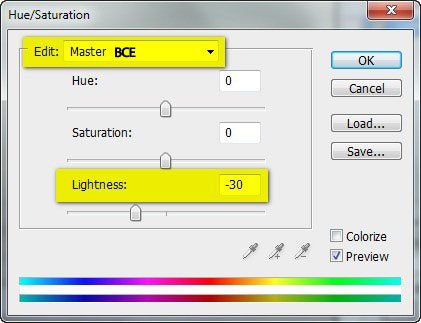 Hue/Saturation
Edit: Master ВСЕ
OK
Hue: 0
Cancel
Saturation: 0
Load...
Save...
Lightness: -30
Colorize
Preview